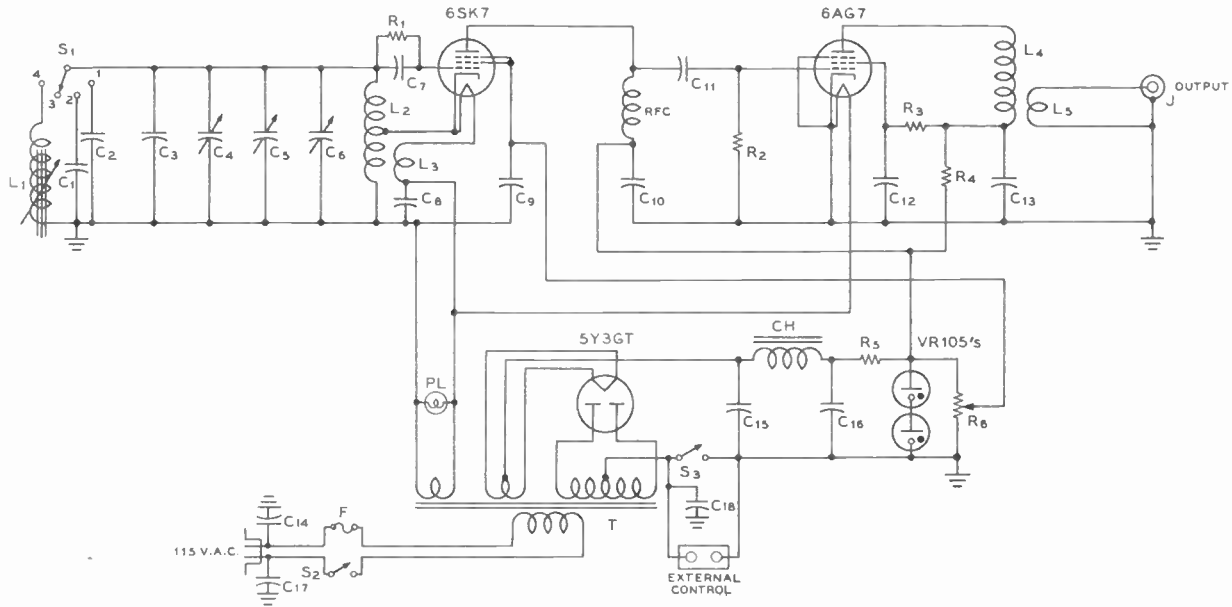 6SK7
6AG7
R1
S1
4
1
3
2
C7
L2
C11
L4
J
OUTPUT
L5
RFC
R3
C2
C3
C4
C5
C6
R2
R4
L1
C1
L3
C8
C9
C10
C12
C13
CH
5Y3GT
R5
VR105's
PL
C15
C16
R6
S3
C18
T
C14
F
115 V.A.C.
S2
C17
EXTERNAL
CONTROL